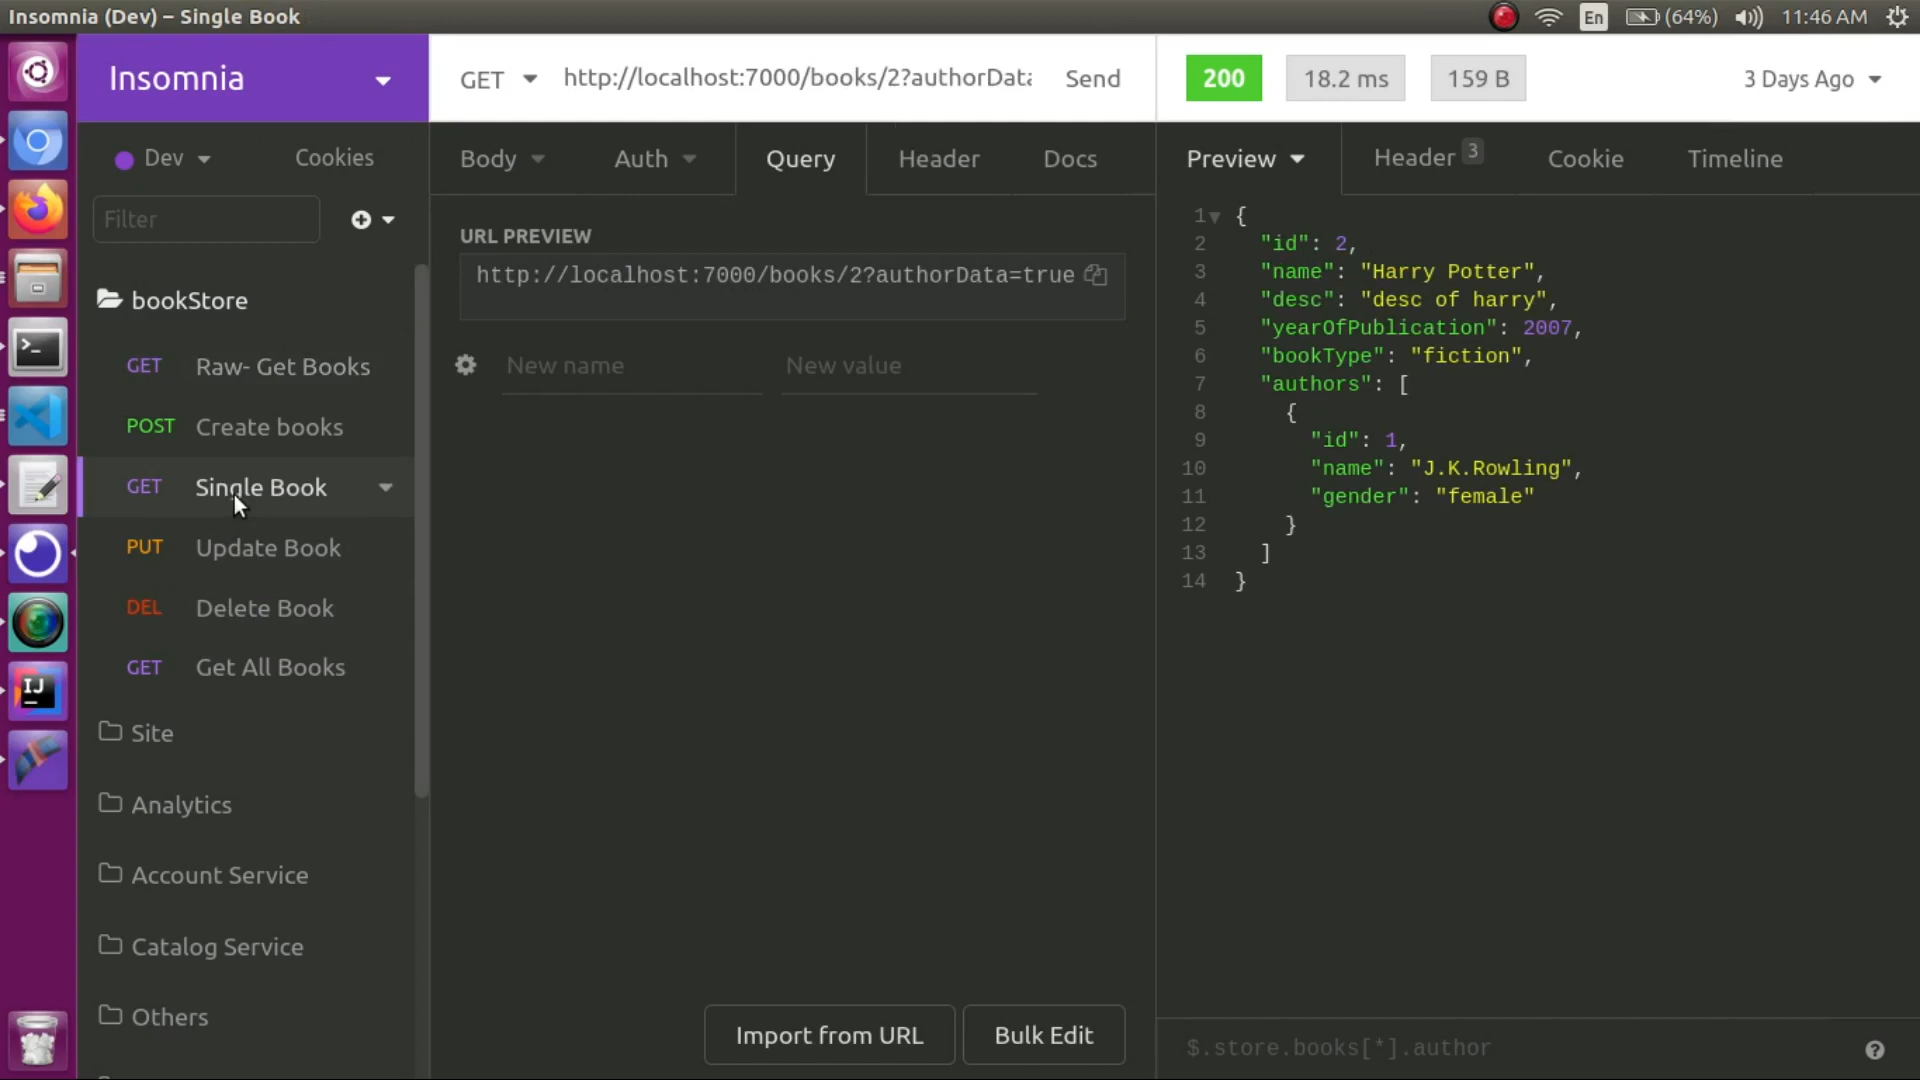 Insomnia (Dev) – Single Book
En
(64%)
11:46 AM
Insomnia
GET
http://localhost:7000/books/2?authorData
Send
200
18.2 ms
159 B
3 Days Ago
Dev
Cookies
Body
Auth
Query
Header
Docs
Preview
Header 3
Cookie
Timeline
Filter
URL PREVIEW
http://localhost:7000/books/2?authorData=true
New name
New value
bookStore
GET Raw- Get Books
POST Create books
GET Single Book
PUT Update Book
DEL Delete Book
GET Get All Books
Site
Analytics
Account Service
Catalog Service
Others
IJ
Import from URL
Bulk Edit
1 {
2 "id": 2,
3 "name": "Harry Potter",
4 "desc": "desc of harry",
5 "yearOfPublication": 2007,
6 "bookType": "fiction",
7 "authors": [
8 {
9 "id": 1,
10 "name": "J.K.Rowling",
11 "gender": "female"
12 }
13 ]
14 }
$.store.books[*].author